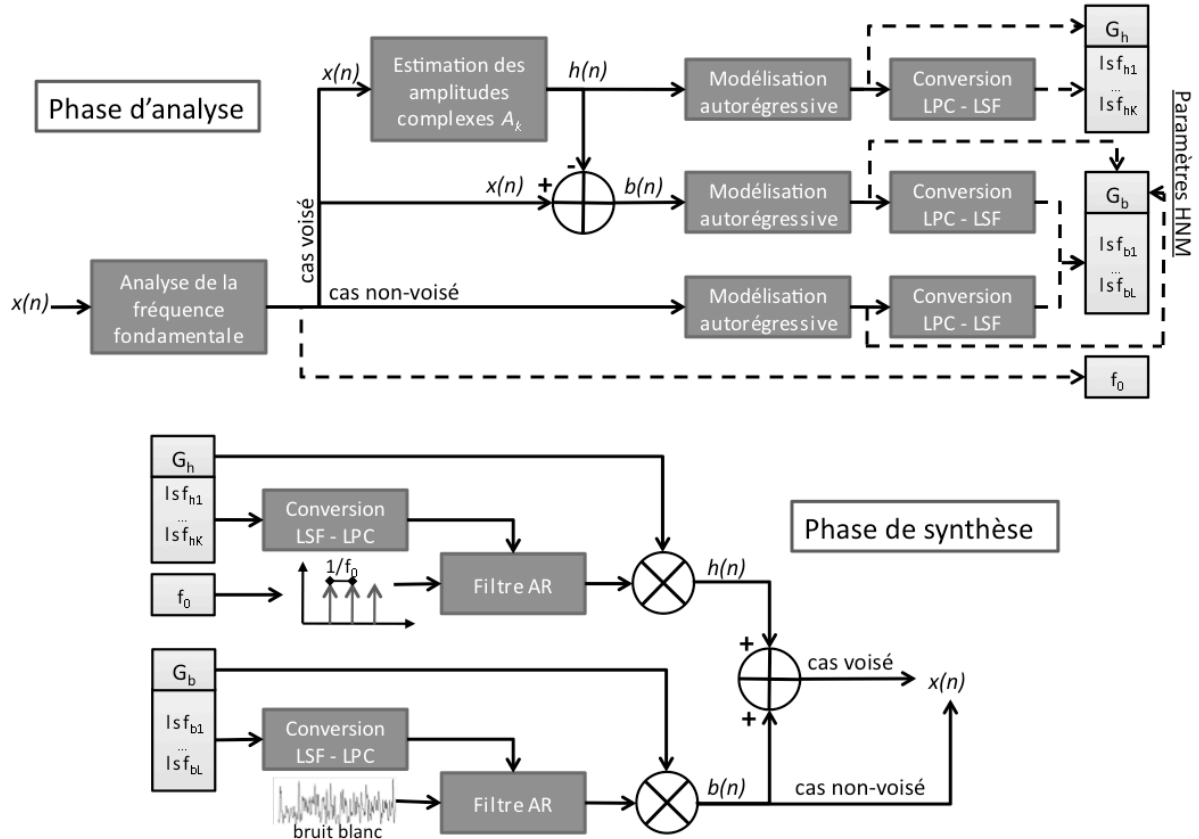 Phase d'analyse
x(n)
Analyse de la
fréquence
fondamentale
cas voisé
cas non-voisé
x(n)
Estimation des
amplitudes
complexes A_k
h(n)
-
x(n)
+
b(n)
Modélisation
autorégressive
Conversion
LPC - LSF
Modélisation
autorégressive
Conversion
LPC - LSF
Modélisation
autorégressive
Conversion
LPC - LSF
G_h
lsf_h1
...
lsf_hK
G_b
lsf_b1
...
lsf_bL
f_0
Paramètres HNM
Phase de synthèse
G_h
lsf_h1
...
lsf_hK
f_0
Conversion
LSF - LPC
1/f_0
Filtre AR
h(n)
G_b
lsf_b1
...
lsf_bL
Conversion
LSF - LPC
bruit blanc
Filtre AR
b(n)
+
+
cas voisé
x(n)
cas non-voisé